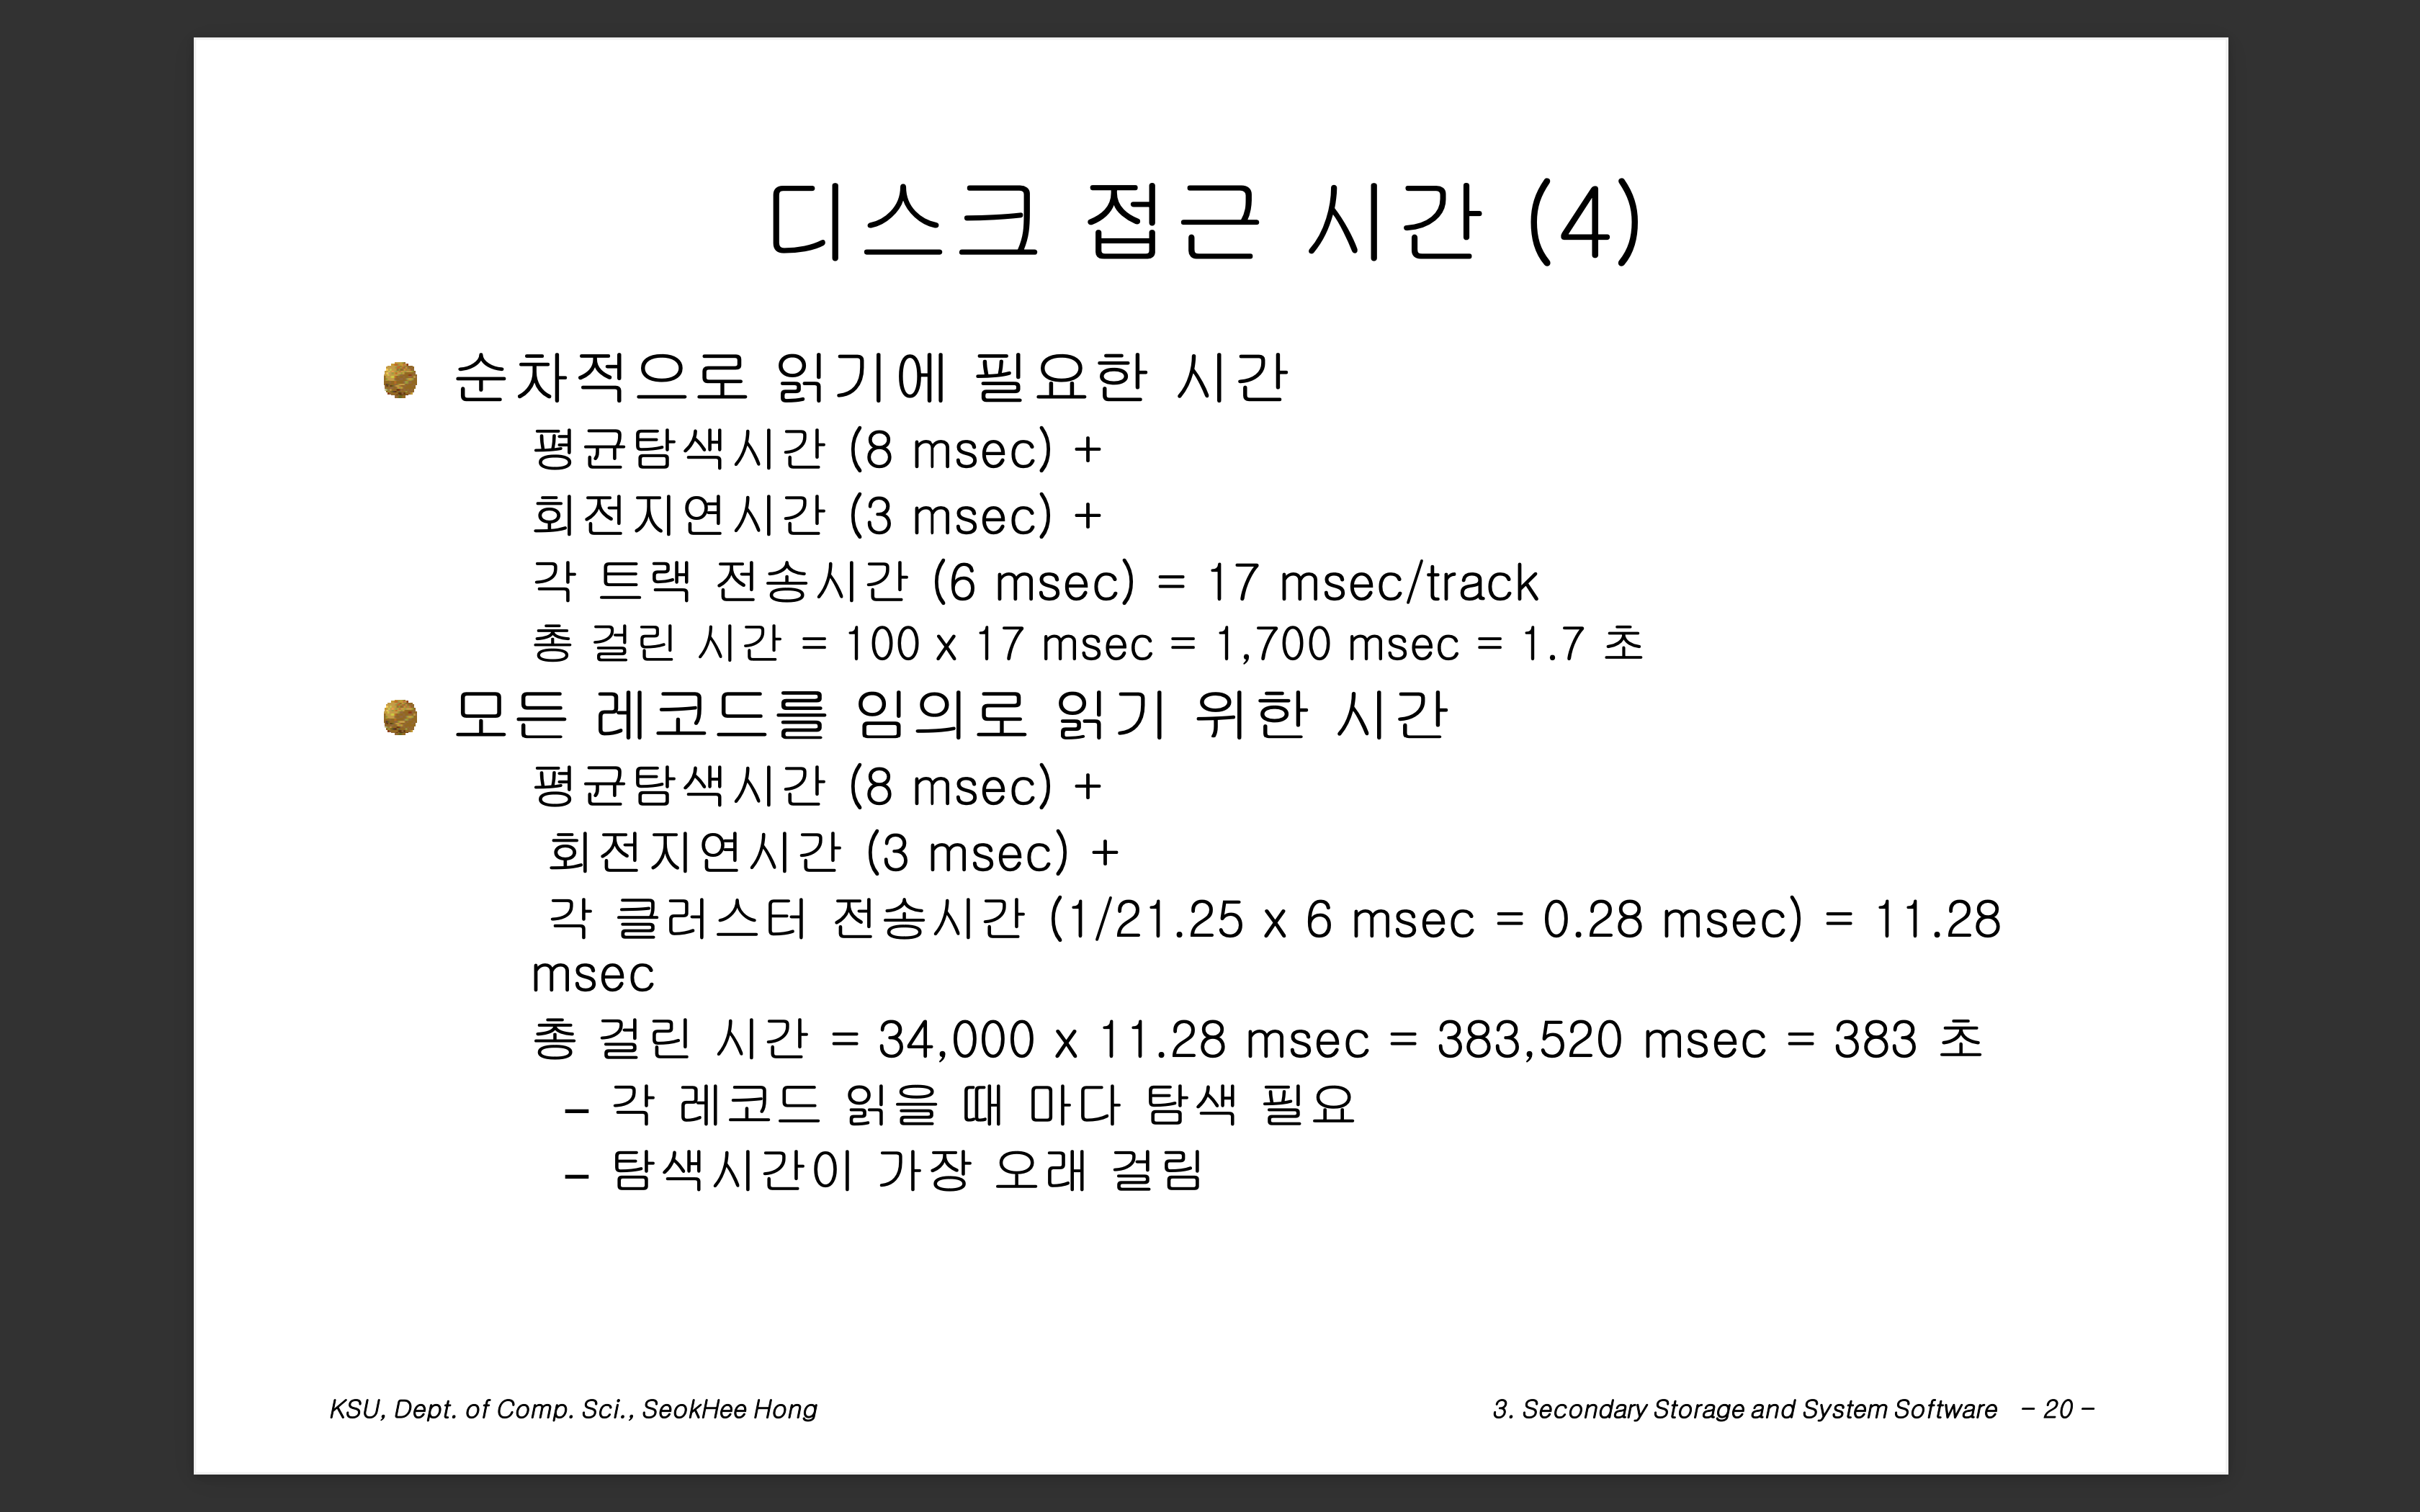 디스크 접근 시간 (4)
순차적으로 읽기에 필요한 시간
평균탐색시간 (8 msec) +
회전지연시간 (3 msec) +
각 트랙 전송시간 (6 msec) = 17 msec/track
총 걸린 시간 = 100 x 17 msec = 1,700 msec = 1.7 초
모든 레코드를 임의로 읽기 위한 시간
평균탐색시간 (8 msec) +
회전지연시간 (3 msec) +
각 클러스터 전송시간 (1/21.25 x 6 msec = 0.28 msec) = 11.28
msec
총 걸린 시간 = 34,000 x 11.28 msec = 383,520 msec = 383 초
– 각 레코드 읽을 때 마다 탐색 필요
– 탐색시간이 가장 오래 걸림
KSU, Dept. of Comp. Sci., SeokHee Hong
3. Secondary Storage and System Software – 20 –